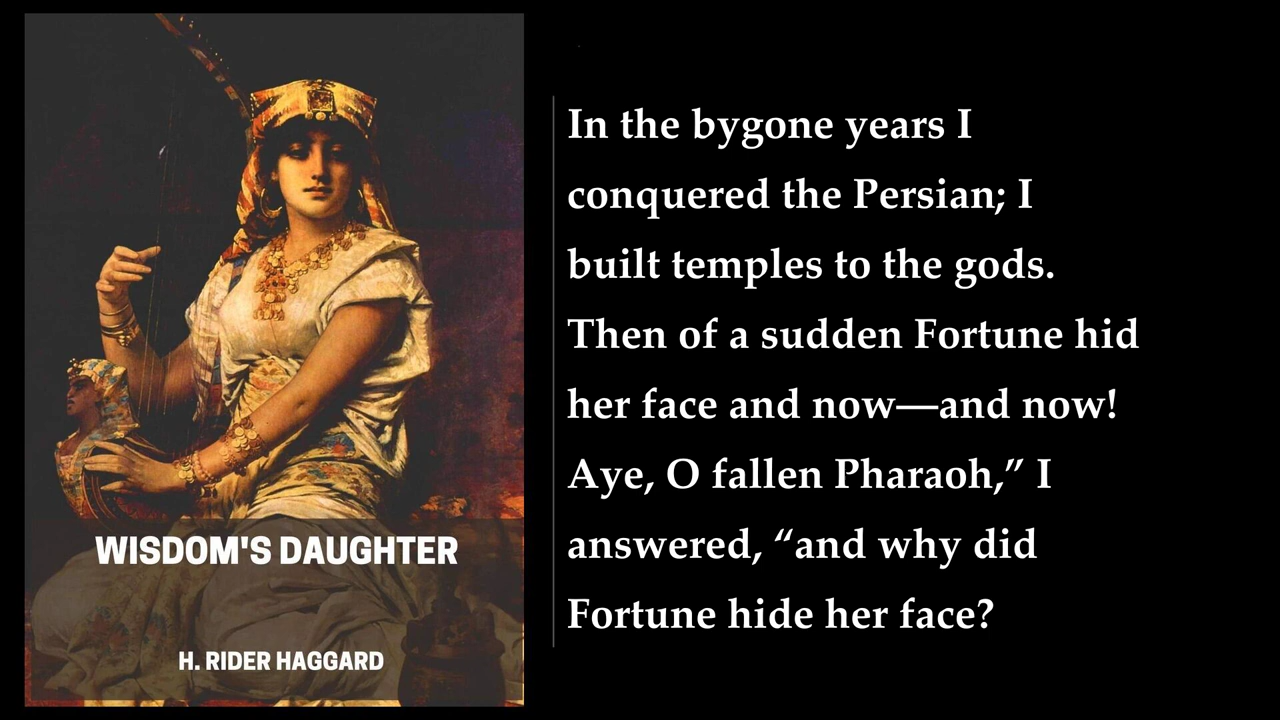 WISDOM'S DAUGHTER
H. RIDER HAGGARD
In the bygone years I
conquered the Persian; I
built temples to the gods.
Then of a sudden Fortune hid
her face and now—and now!
Aye, O fallen Pharaoh,” I
answered, “and why did
Fortune hide her face?